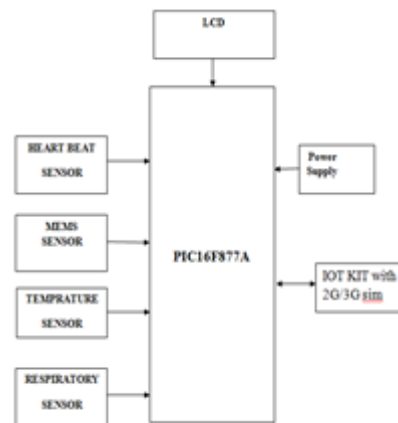 LCD
HEART BEAT
SENSOR
MEMS
SENSOR
TEMPRATURE
SENSOR
RESPIRATORY
SENSOR
PIC16F877A
Power
Supply
IOT KIT with
2G/3G sim